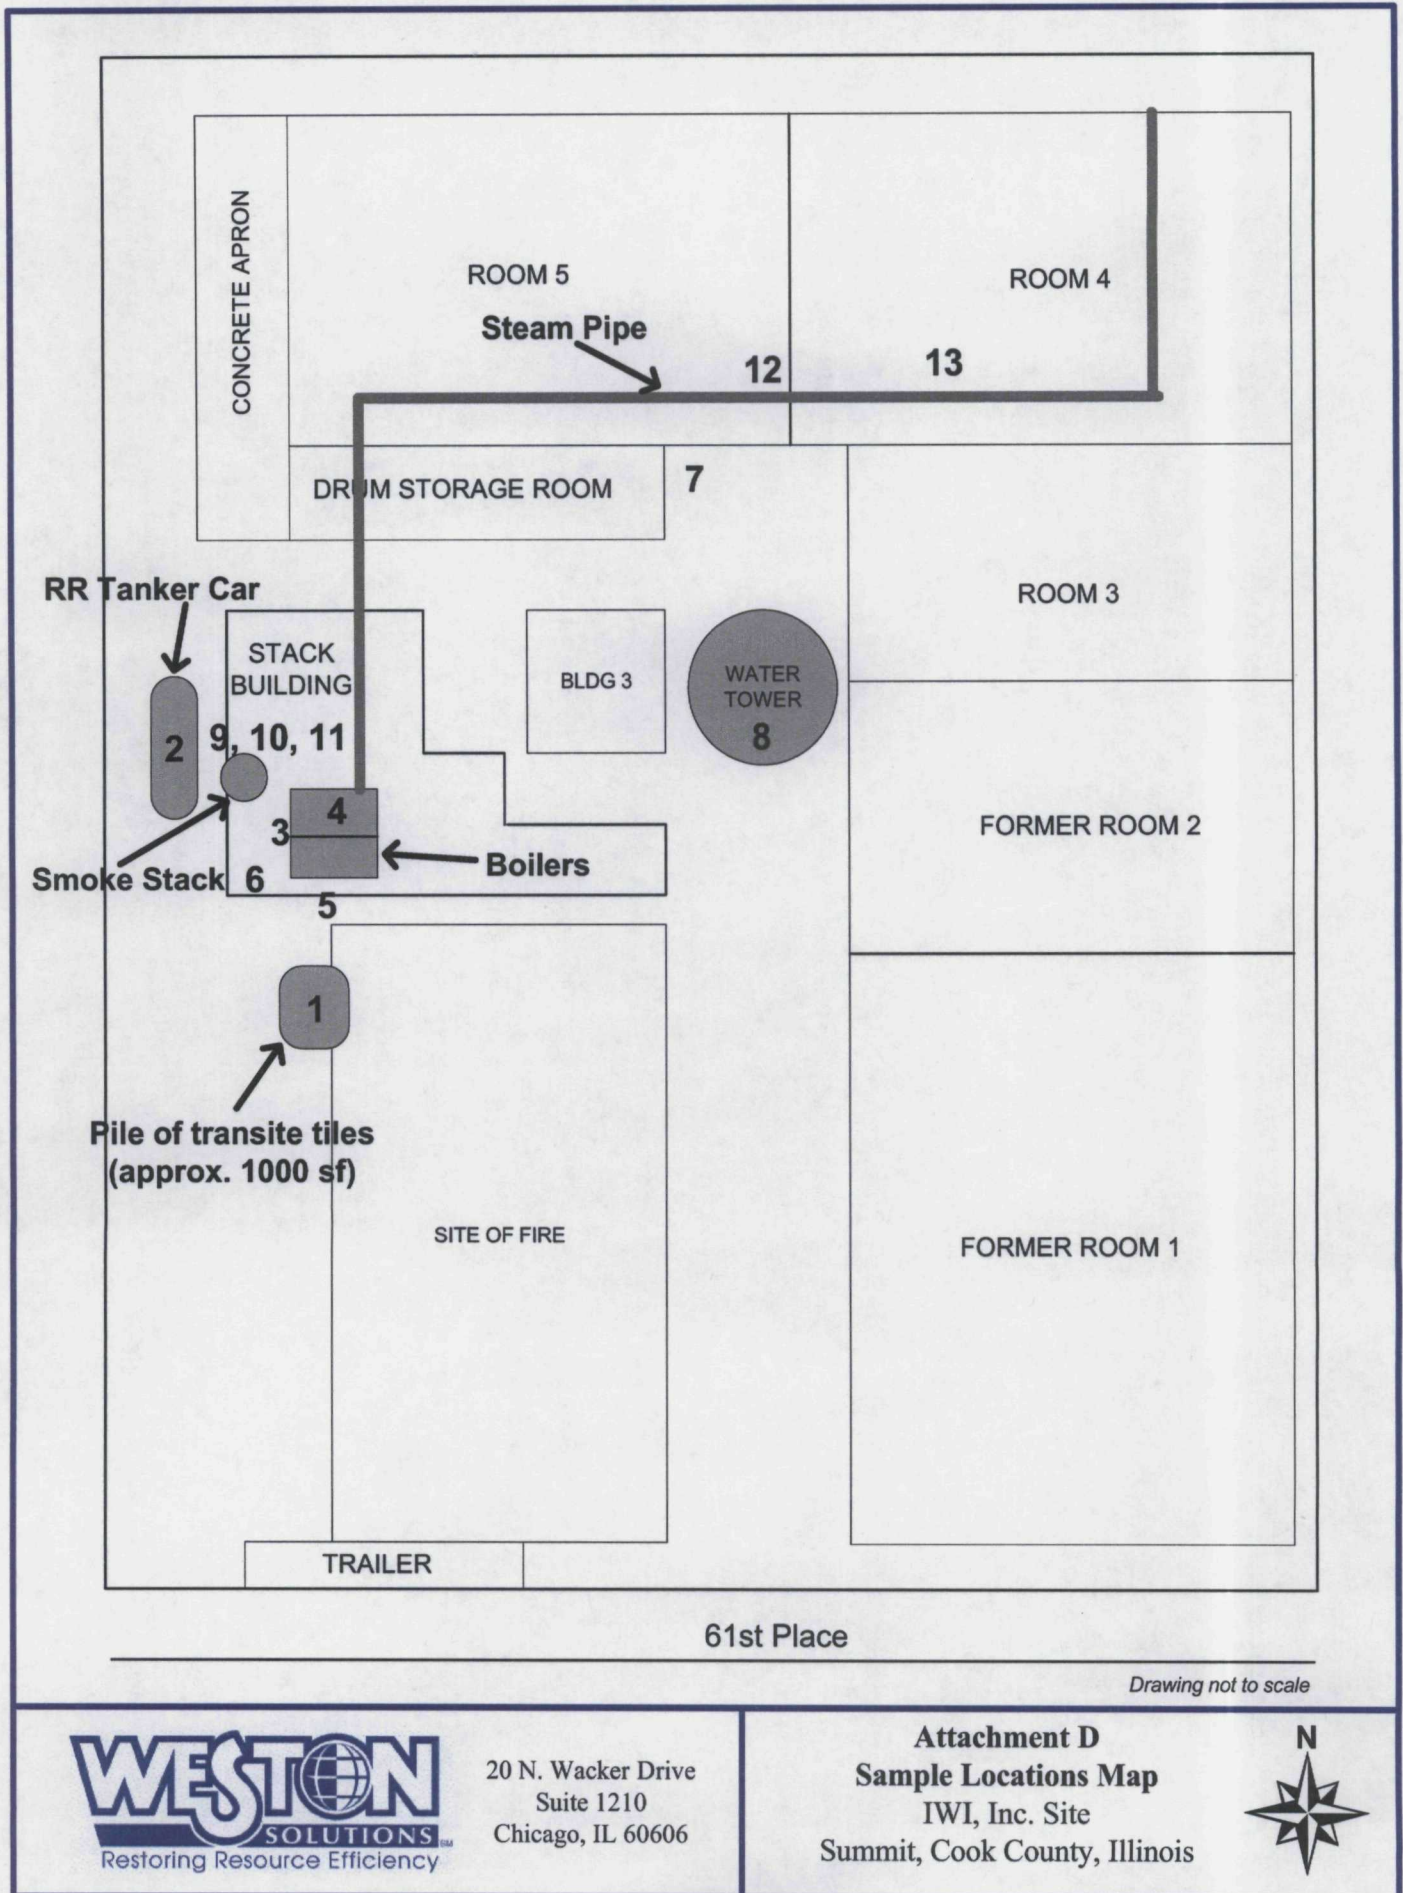 CONCRETE APRON
ROOM 5
ROOM 4
Steam Pipe
12
13
DRUM STORAGE ROOM
7
RR Tanker Car
ROOM 3
STACK
BUILDING
BLDG 3
WATER
TOWER
8
2
9, 10, 11
4
3
FORMER ROOM 2
Boilers
Smoke Stack
6
5
1
Pile of transite tiles
(approx. 1000 sf)
SITE OF FIRE
FORMER ROOM 1
TRAILER
61st Place
Drawing not to scale
WESTON
SOLUTIONS SM
Restoring Resource Efficiency
20 N. Wacker Drive
Suite 1210
Chicago, IL 60606
Attachment D
Sample Locations Map
IWI, Inc. Site
Summit, Cook County, Illinois
N